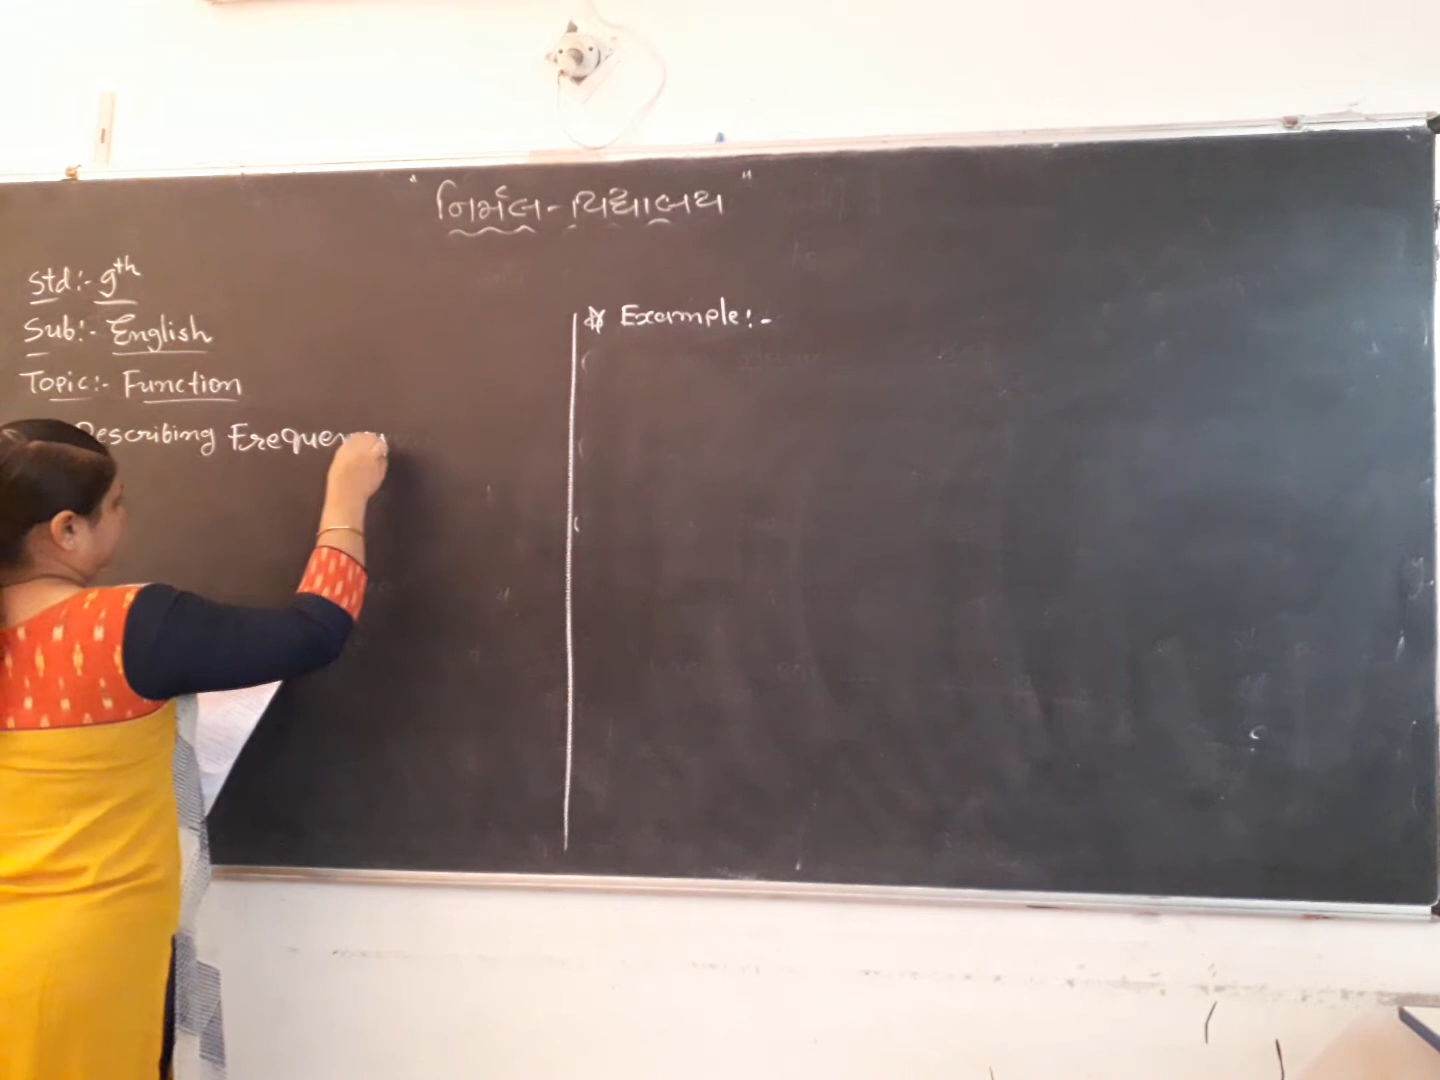 "નિર્મલ-વિદ્યાલય"
Std:- 9th
Sub:- English
Topic:- Function
Describing
☆ Example:-